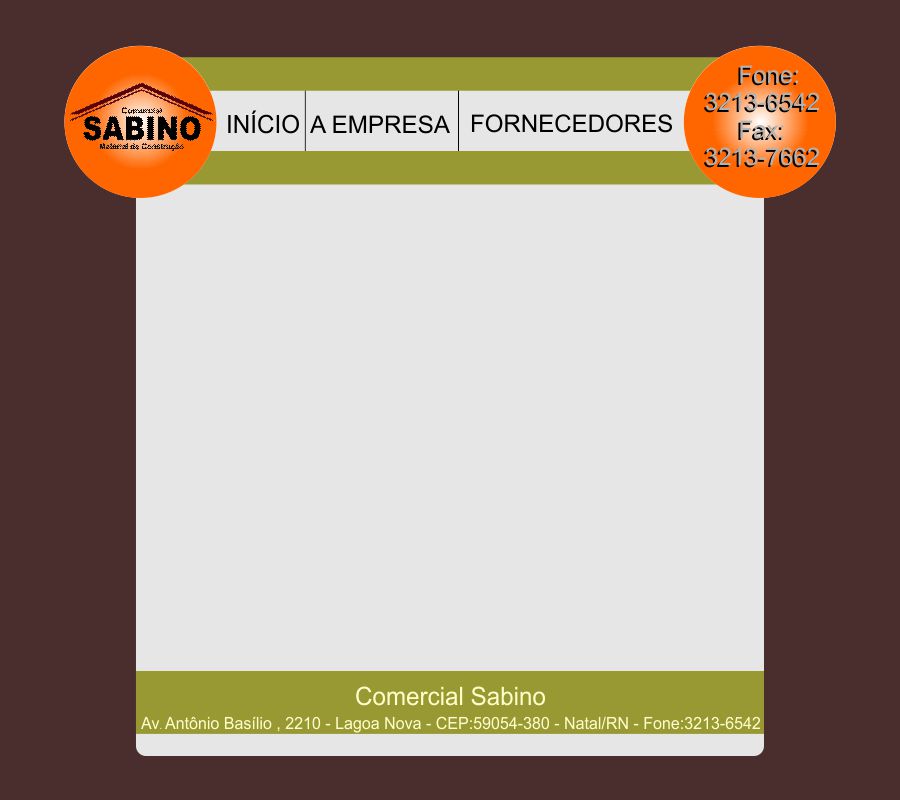 Comercial
SABINO
Material de Construção
INÍCIO
A EMPRESA
FORNECEDORES
Fone:
3213-6542
Fax:
3213-7662
Comercial Sabino
Av. Antônio Basílio , 2210 - Lagoa Nova - CEP:59054-380 - Natal/RN - Fone:3213-6542